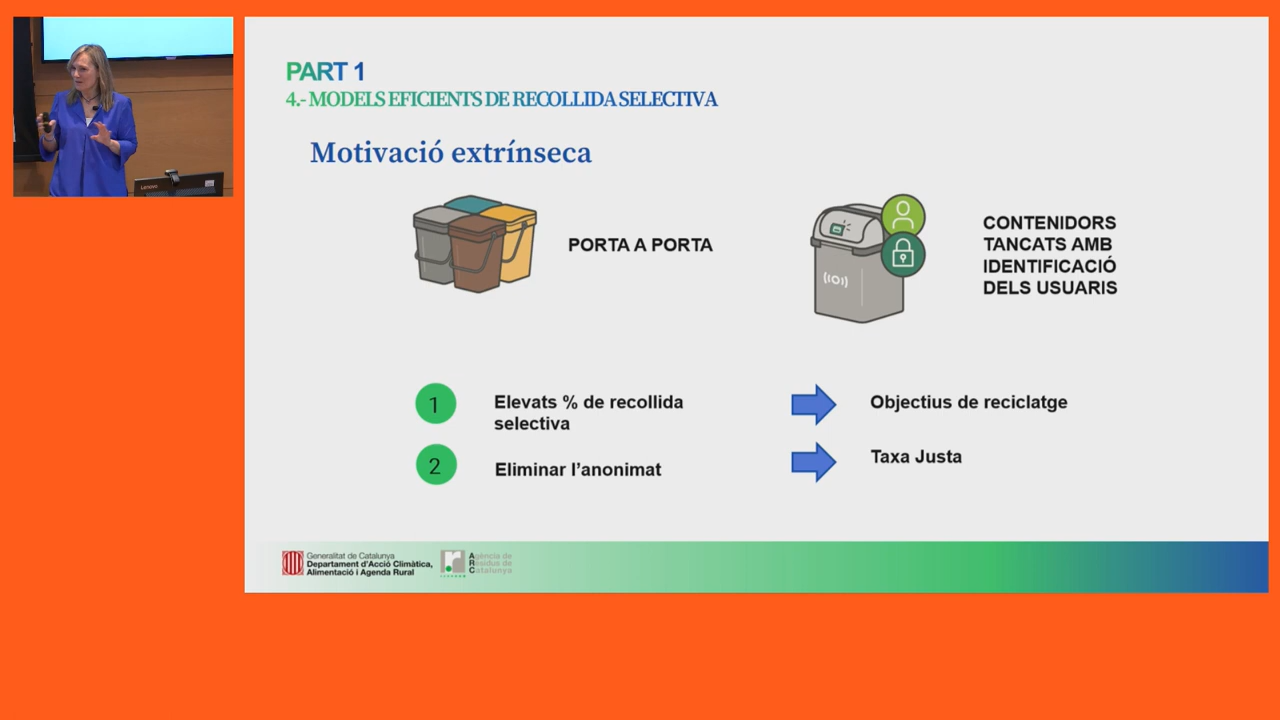 PART 1
4.- MODELS EFICIENTS DE RECOLLIDA SELECTIVA
Motivació extrínseca
PORTA A PORTA
CONTENIDORS
TANCATS AMB
IDENTIFICACIÓ
DELS USUARIS
1
Elevats % de recollida
selectiva
Objectius de reciclatge
2
Eliminar l'anonimat
Taxa Justa
Generalitat de Catalunya
Departament d'Acció Climàtica,
Alimentació i Agenda Rural
Agència de
Residus de
Catalunya
Lenovo